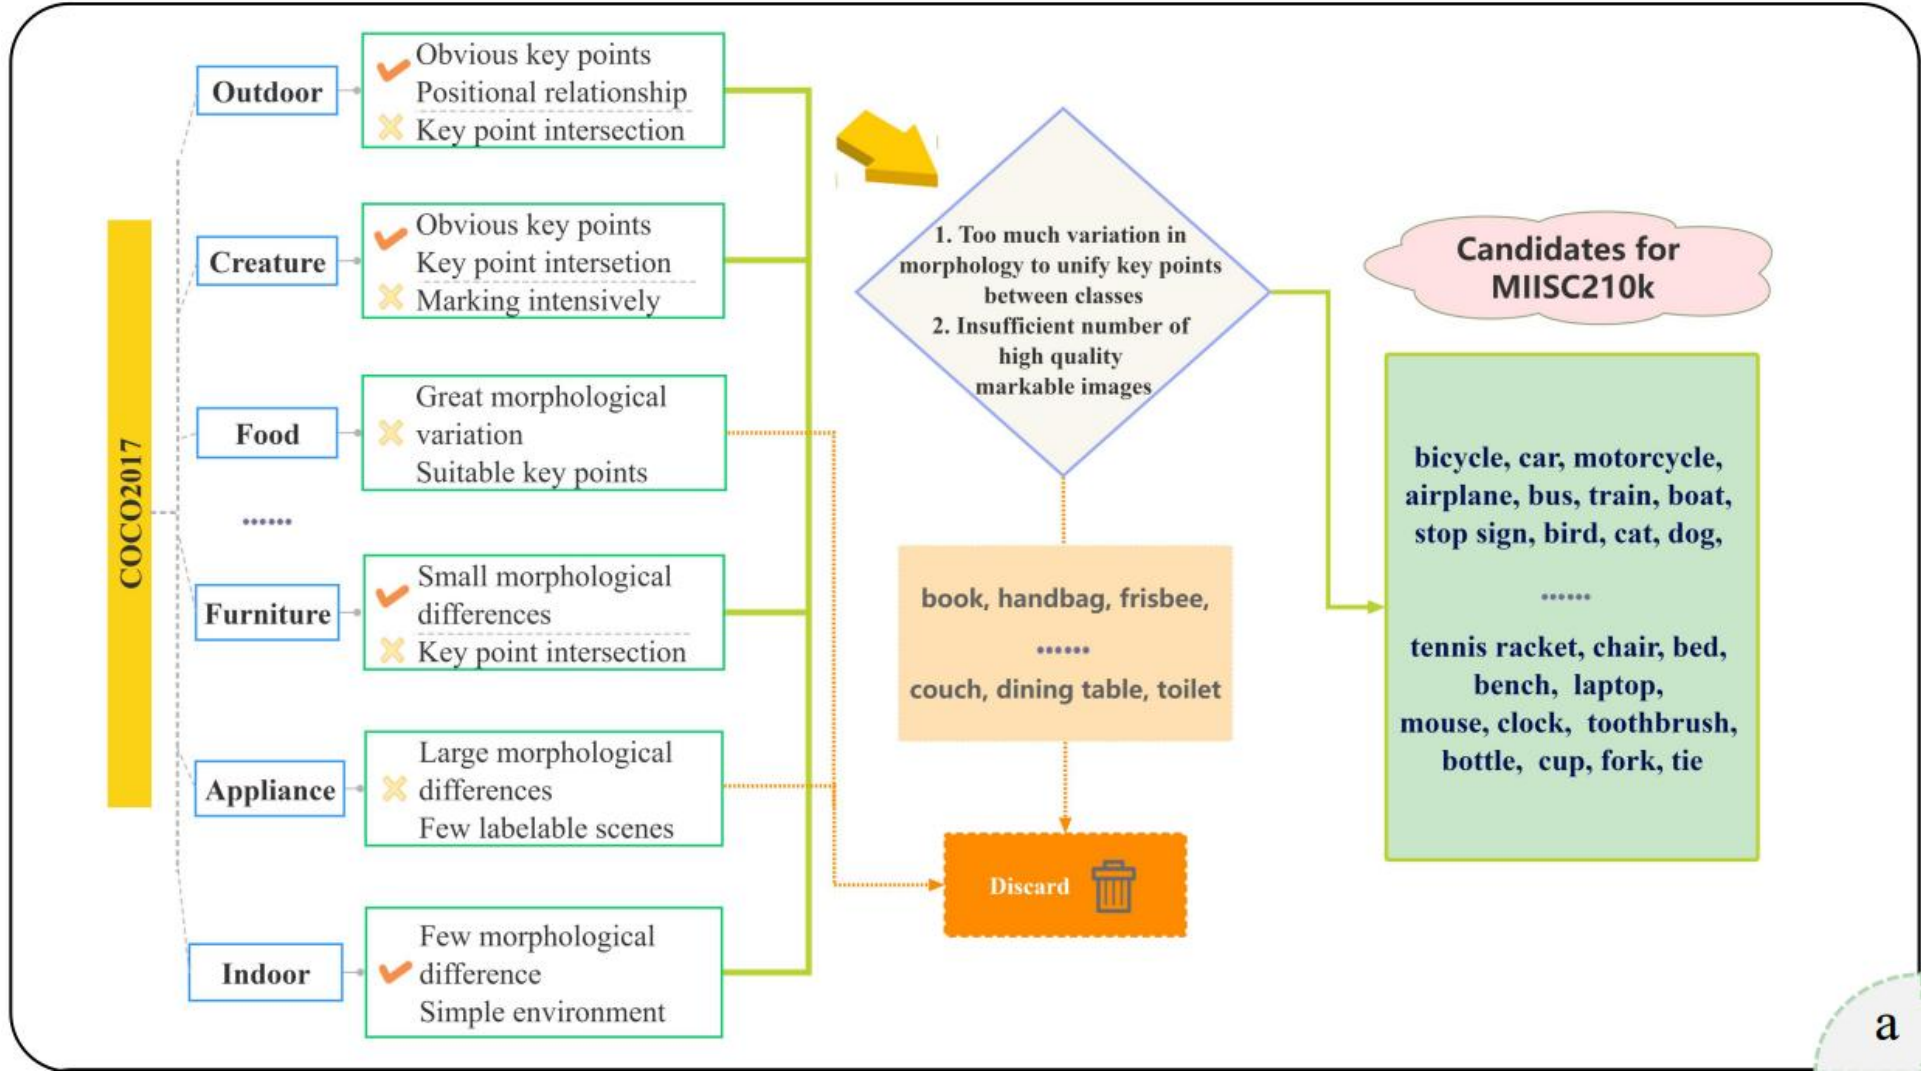 COCO2017
Outdoor
Obvious key points
Positional relationship
Key point intersection
Creature
Obvious key points
Key point intersetion
Marking intensively
Food
Great morphological
variation
Suitable key points
......
Furniture
Small morphological
differences
Key point intersection
Appliance
Large morphological
differences
Few labelable scenes
Indoor
Few morphological
difference
Simple environment
1. Too much variation in
morphology to unify key points
between classes
2. Insufficient number of
high quality
markable images
book, handbag, frisbee,
......
couch, dining table, toilet
Discard
Candidates for
MIISC210k
bicycle, car, motorcycle,
airplane, bus, train, boat,
stop sign, bird, cat, dog,
......
tennis racket, chair, bed,
bench, laptop,
mouse, clock, toothbrush,
bottle, cup, fork, tie
a